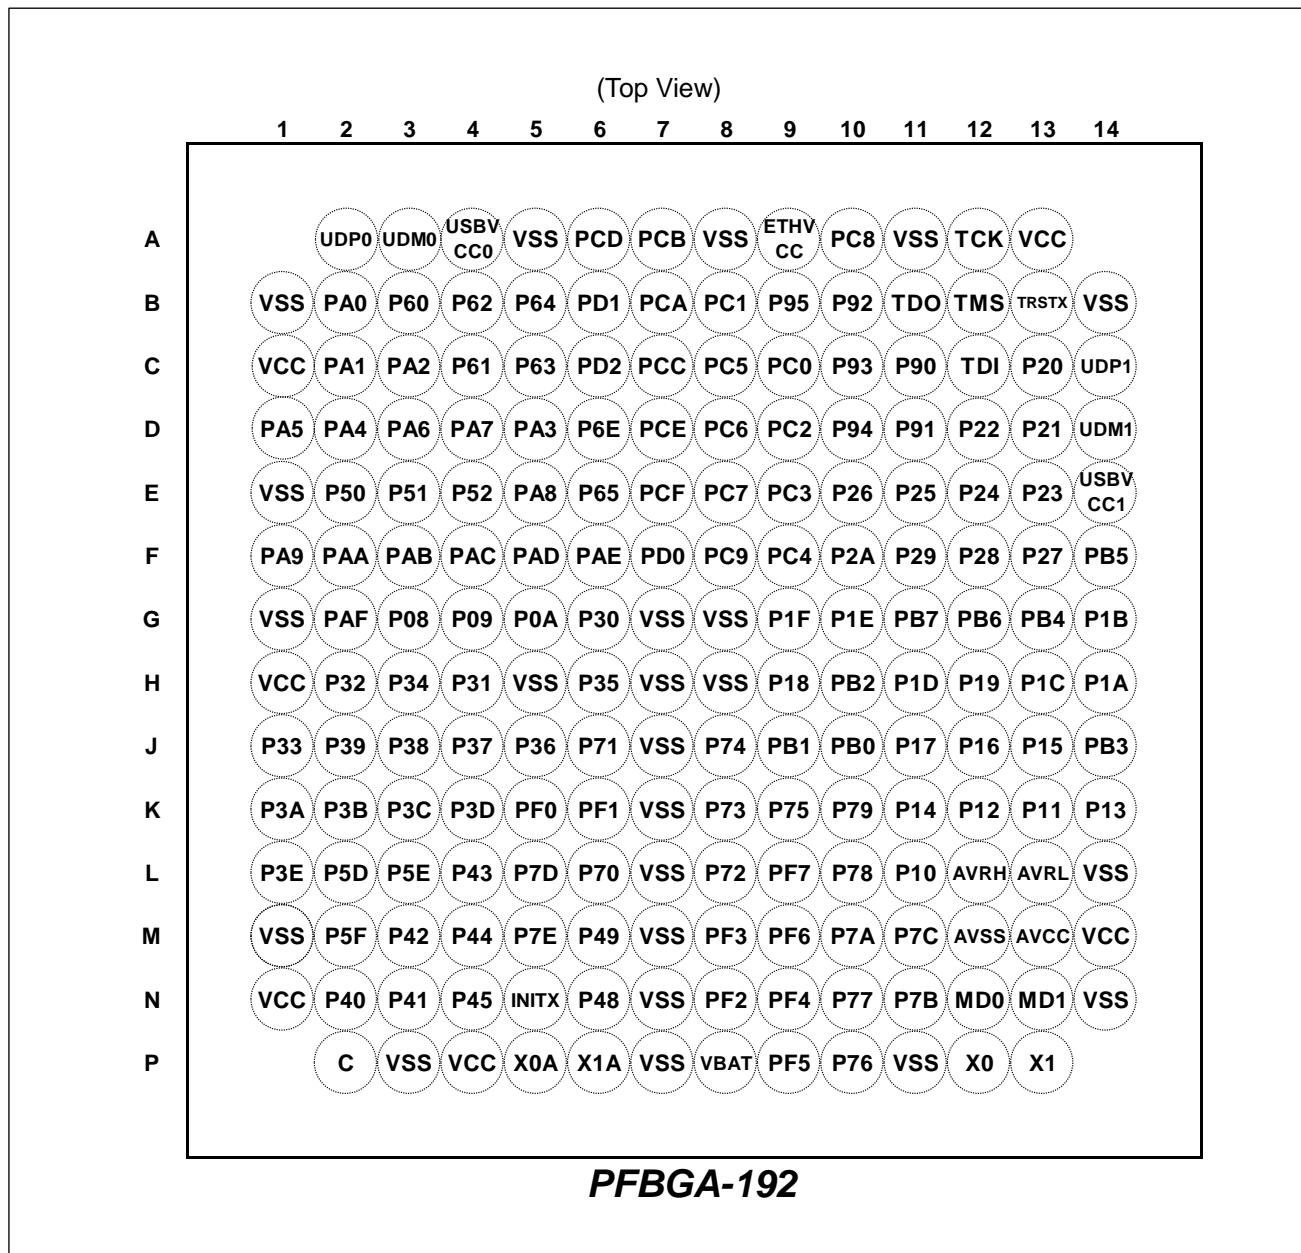 (Top View)
1 2 3 4 5 6 7 8 9 10 11 12 13 14
A UDP0 UDM0 USBV CC0 VSS PCD PCB VSS ETHV CC PC8 VSS TCK VCC
B VSS PA0 P60 P62 P64 PD1 PCA PC1 P95 P92 TDO TMS TRSTX VSS
C VCC PA1 PA2 P61 P63 PD2 PCC PC5 PC0 P93 P90 TDI P20 UDP1
D PA5 PA4 PA6 PA7 PA3 P6E PCE PC6 PC2 P94 P91 P22 P21 UDM1
E VSS P50 P51 P52 PA8 P65 PCF PC7 PC3 P26 P25 P24 P23 USBV CC1
F PA9 PAA PAB PAC PAD PAE PD0 PC9 PC4 P2A P29 P28 P27 PB5
G VSS PAF P08 P09 P0A P30 VSS VSS P1F P1E PB7 PB6 PB4 P1B
H VCC P32 P34 P31 VSS P35 VSS VSS P18 PB2 P1D P19 P1C P1A
J P33 P39 P38 P37 P36 P71 VSS P74 PB1 PB0 P17 P16 P15 PB3
K P3A P3B P3C P3D PF0 PF1 VSS P73 P75 P79 P14 P12 P11 P13
L P3E P5D P5E P43 P7D P70 VSS P72 PF7 P78 P10 AVRH AVRL VSS
M VSS P5F P42 P44 P7E P49 VSS PF3 PF6 P7A P7C AVSS AVCC VCC
N VCC P40 P41 P45 INITX P48 VSS PF2 PF4 P77 P7B MD0 MD1 VSS
P C VSS VCC X0A X1A VSS VBAT PF5 P76 VSS X0 X1
PFBGA-192